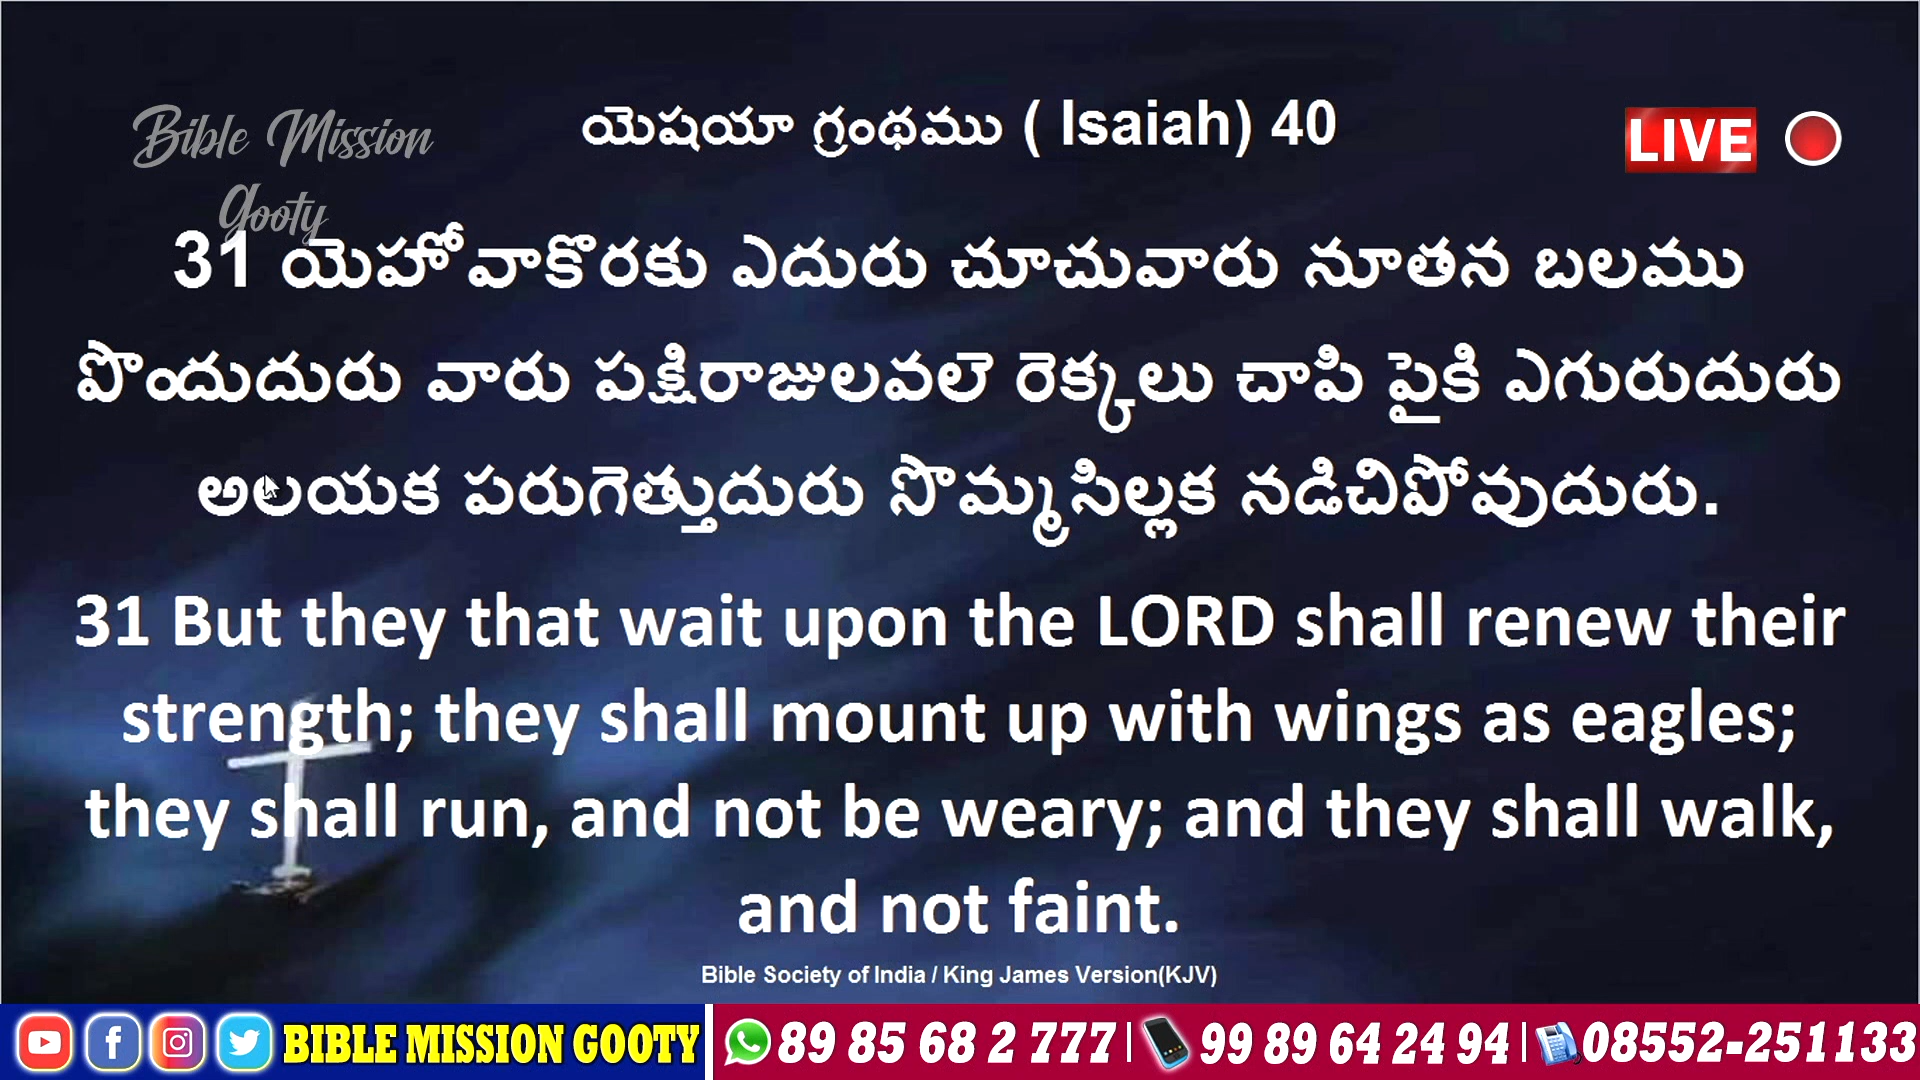 Bible Mission
Gooty
యెషయా గ్రంథము ( Isaiah) 40
LIVE
31 యెహోవాకొరకు ఎదురు చూచువారు నూతన బలము
పొందుదురు వారు పక్షిరాజులవలె రెక్కలు చాపి పైకి ఎగురుదురు
అలయక పరుగెత్తుదురు సొమ్మసిల్లక నడిచిపోవుదురు.
31 But they that wait upon the LORD shall renew their
strength; they shall mount up with wings as eagles;
they shall run, and not be weary; and they shall walk,
and not faint.
Bible Society of India / King James Version(KJV)
BIBLE MISSION GOOTY 89 85 68 2 777 | 99 89 64 24 94 | 08552-251133